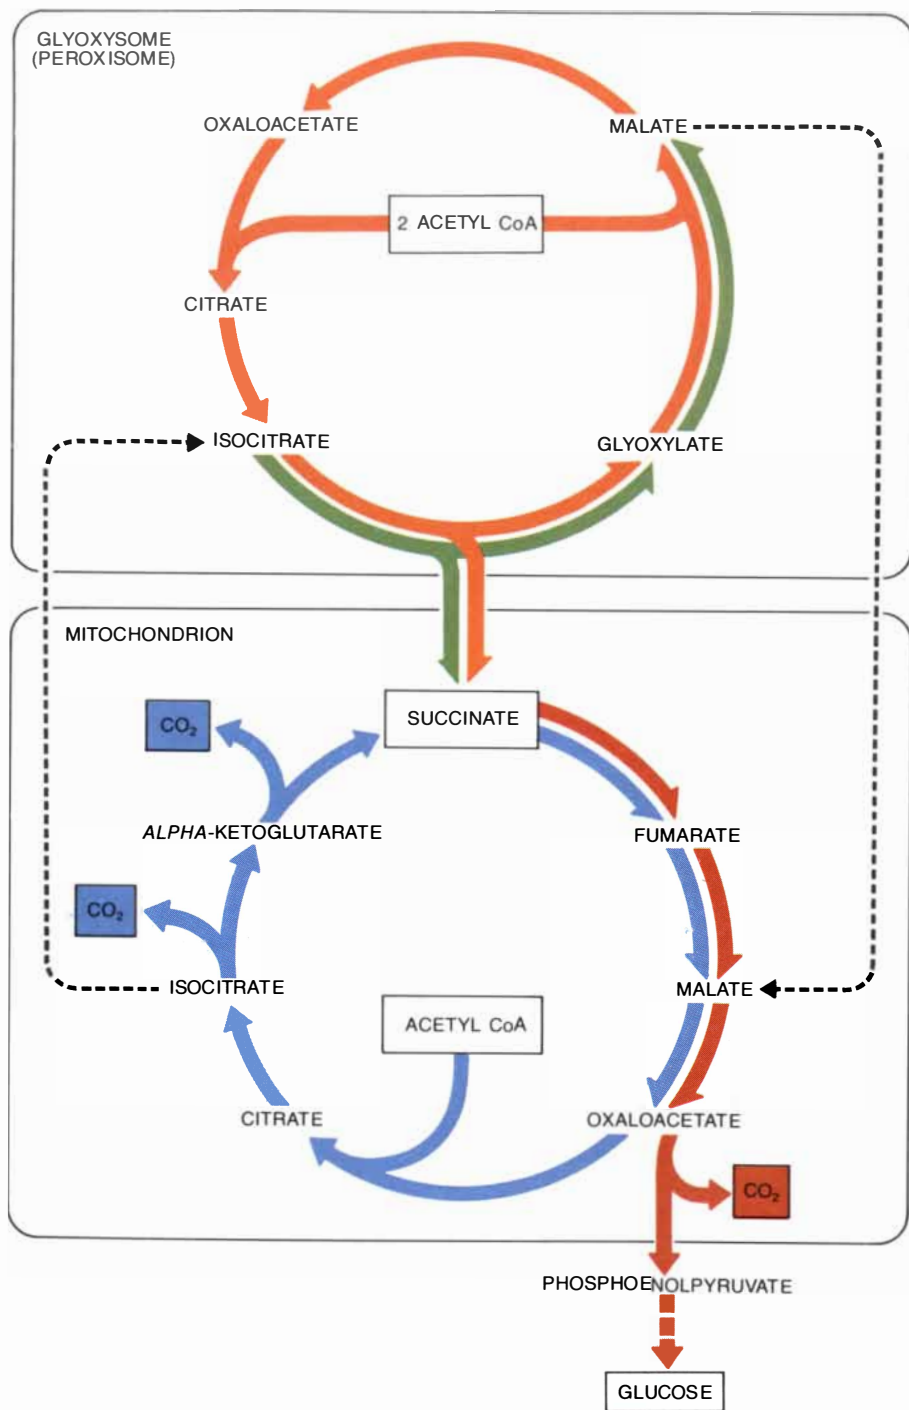 GLYOXYSOME
(PEROXISOME)
OXALOACETATE
MALATE
2 ACETYL CoA
CITRATE
ISOCITRATE
GLYOXYLATE
MITOCHONDRION
SUCCINATE
CO₂
ALPHA-KETOGLUTARATE
FUMARATE
CO₂
ISOCITRATE
MALATE
ACETYL CoA
CITRATE
OXALOACETATE
CO₂
PHOSPHOENOLPYRUVATE
GLUCOSE